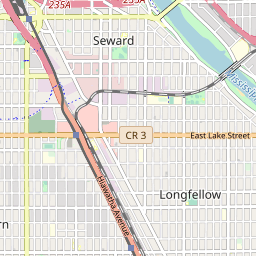 235A
235A
Seward
Mississippi
CR 3
East Lake Street
Hiawatha Avenue
Longfellow
rn